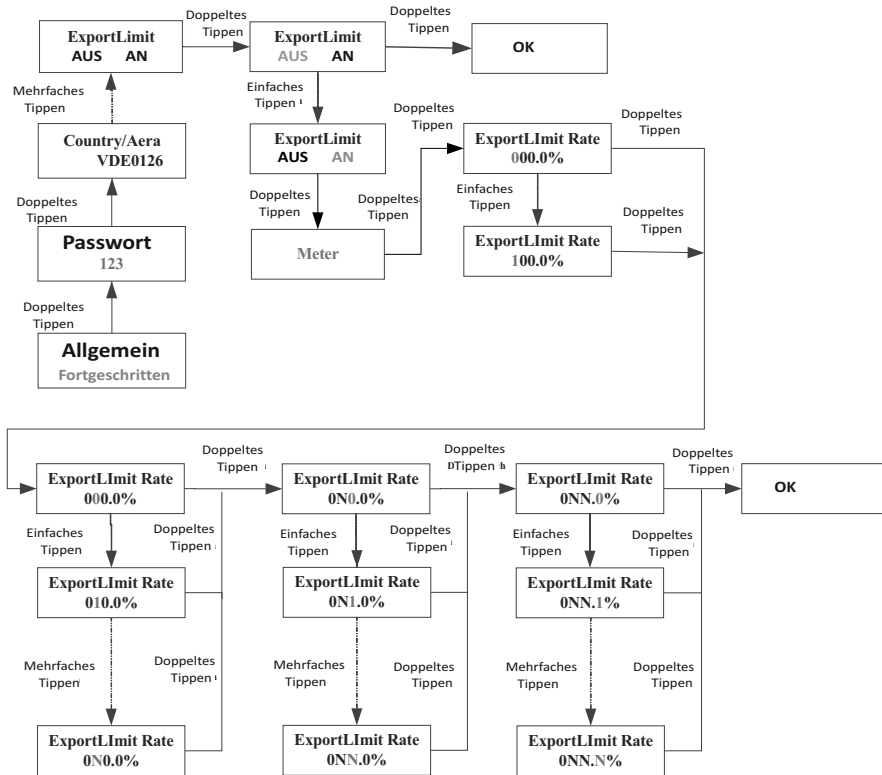 Doppeltes
Tippen
ExportLimit
AUS AN
Doppeltes
Tippen
ExportLimit
AUS AN
Doppeltes
Tippen
OK
Mehrfaches
Tippen
Einfaches
Tippen
Country/Aera
VDE0126
ExportLimit
AUS AN
Doppeltes
Tippen
ExportLImit Rate
000.0%
Doppeltes
Tippen
Doppeltes
Tippen
Doppeltes
Tippen
Doppeltes
Tippen
Einfaches
Tippen
Doppeltes
Tippen
Passwort
123
Meter
ExportLImit Rate
100.0%
Doppeltes
Tippen
Allgemein
Fortgeschritten
ExportLImit Rate
000.0%
Doppeltes
Tippen
ExportLImit Rate
0N0.0%
Doppeltes
Tippen
ExportLImit Rate
0NN.0%
Doppeltes
Tippen
OK
Einfaches
Tippen
Doppeltes
Tippen
Einfaches
Tippen
Doppeltes
Tippen
Einfaches
Tippen
Doppeltes
Tippen
ExportLImit Rate
010.0%
ExportLImit Rate
0N1.0%
ExportLImit Rate
0NN.1%
Mehrfaches
Tippen
Doppeltes
Tippen
Mehrfaches
Tippen
Doppeltes
Tippen
Mehrfaches
Tippen
Doppeltes
Tippen
ExportLImit Rate
0N0.0%
ExportLImit Rate
0NN.0%
ExportLImit Rate
0NN.N%